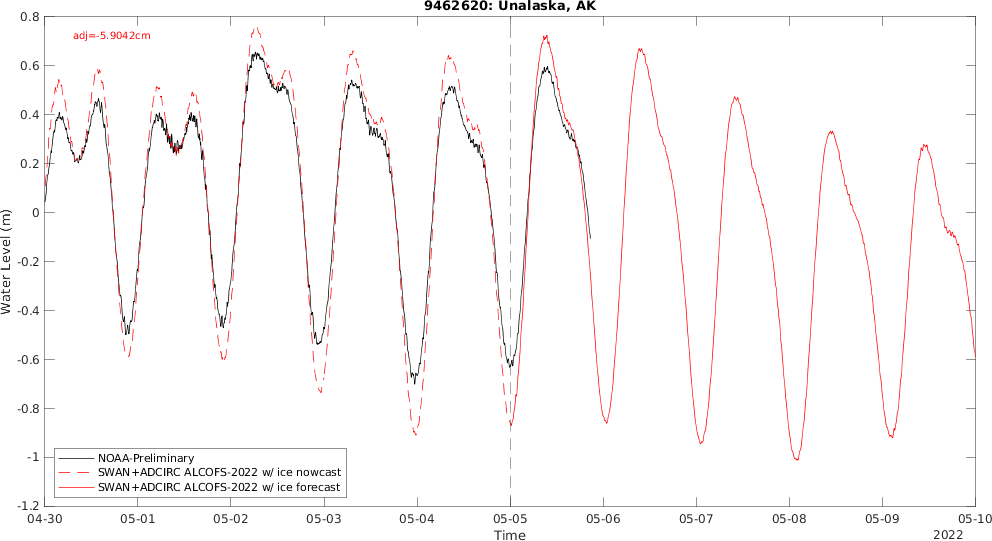 9462620: Unalaska, AK
adj=-5.9042cm
Water Level (m)
0.8
0.6
0.4
0.2
0
-0.2
-0.4
-0.6
-0.8
-1
-1.2
NOAA-Preliminary
SWAN+ADCIRC ALCOFS-2022 w/ ice nowcast
SWAN+ADCIRC ALCOFS-2022 w/ ice forecast
04-30 05-01 05-02 05-03 05-04 05-05 05-06 05-07 05-08 05-09 05-10
Time
2022